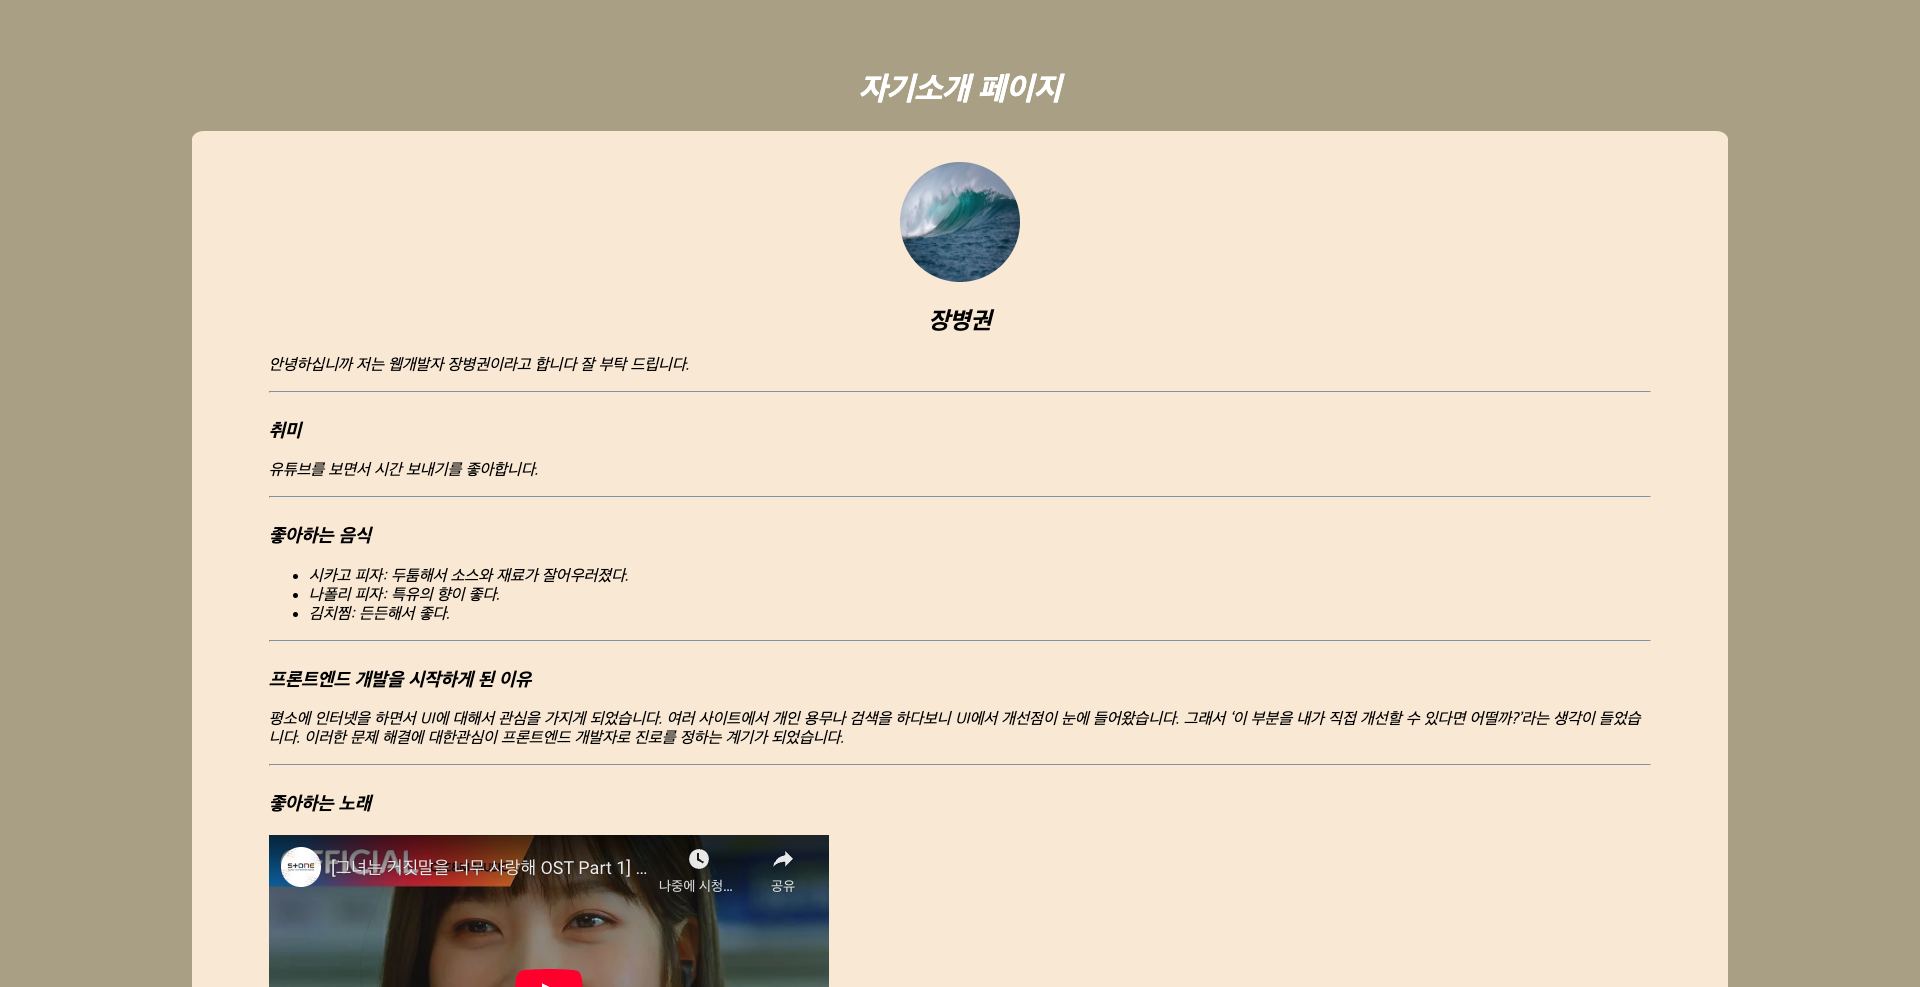 자기소개 페이지
장병권
안녕하십니까 저는 웹개발자 장병권이라고 합니다 잘 부탁 드립니다.
취미
유튜브를 보면서 시간 보내기를 좋아합니다.
좋아하는 음식
• 시카고 피자: 두툼해서 소스와 재료가 잘어우러졌다.
• 나폴리 피자: 특유의 향이 좋다.
• 김치찜: 든든해서 좋다.
프론트엔드 개발을 시작하게 된 이유
평소에 인터넷을 하면서 UI에 대해서 관심을 가지게 되었습니다. 여러 사이트에서 개인 용무나 검색을 하다보니 UI에서 개선점이 눈에 들어왔습니다. 그래서 ‘이 부분을 내가 직접 개선할 수 있다면 어떨까?’라는 생각이 들었습
니다. 이러한 문제 해결에 대한관심이 프론트엔드 개발자로 진로를 정하는 계기가 되었습니다.
좋아하는 노래
OFFICIAL
STONE
[그녀는 거짓말을 너무 사랑해 OST Part 1] ...
나중에 시청...
공유